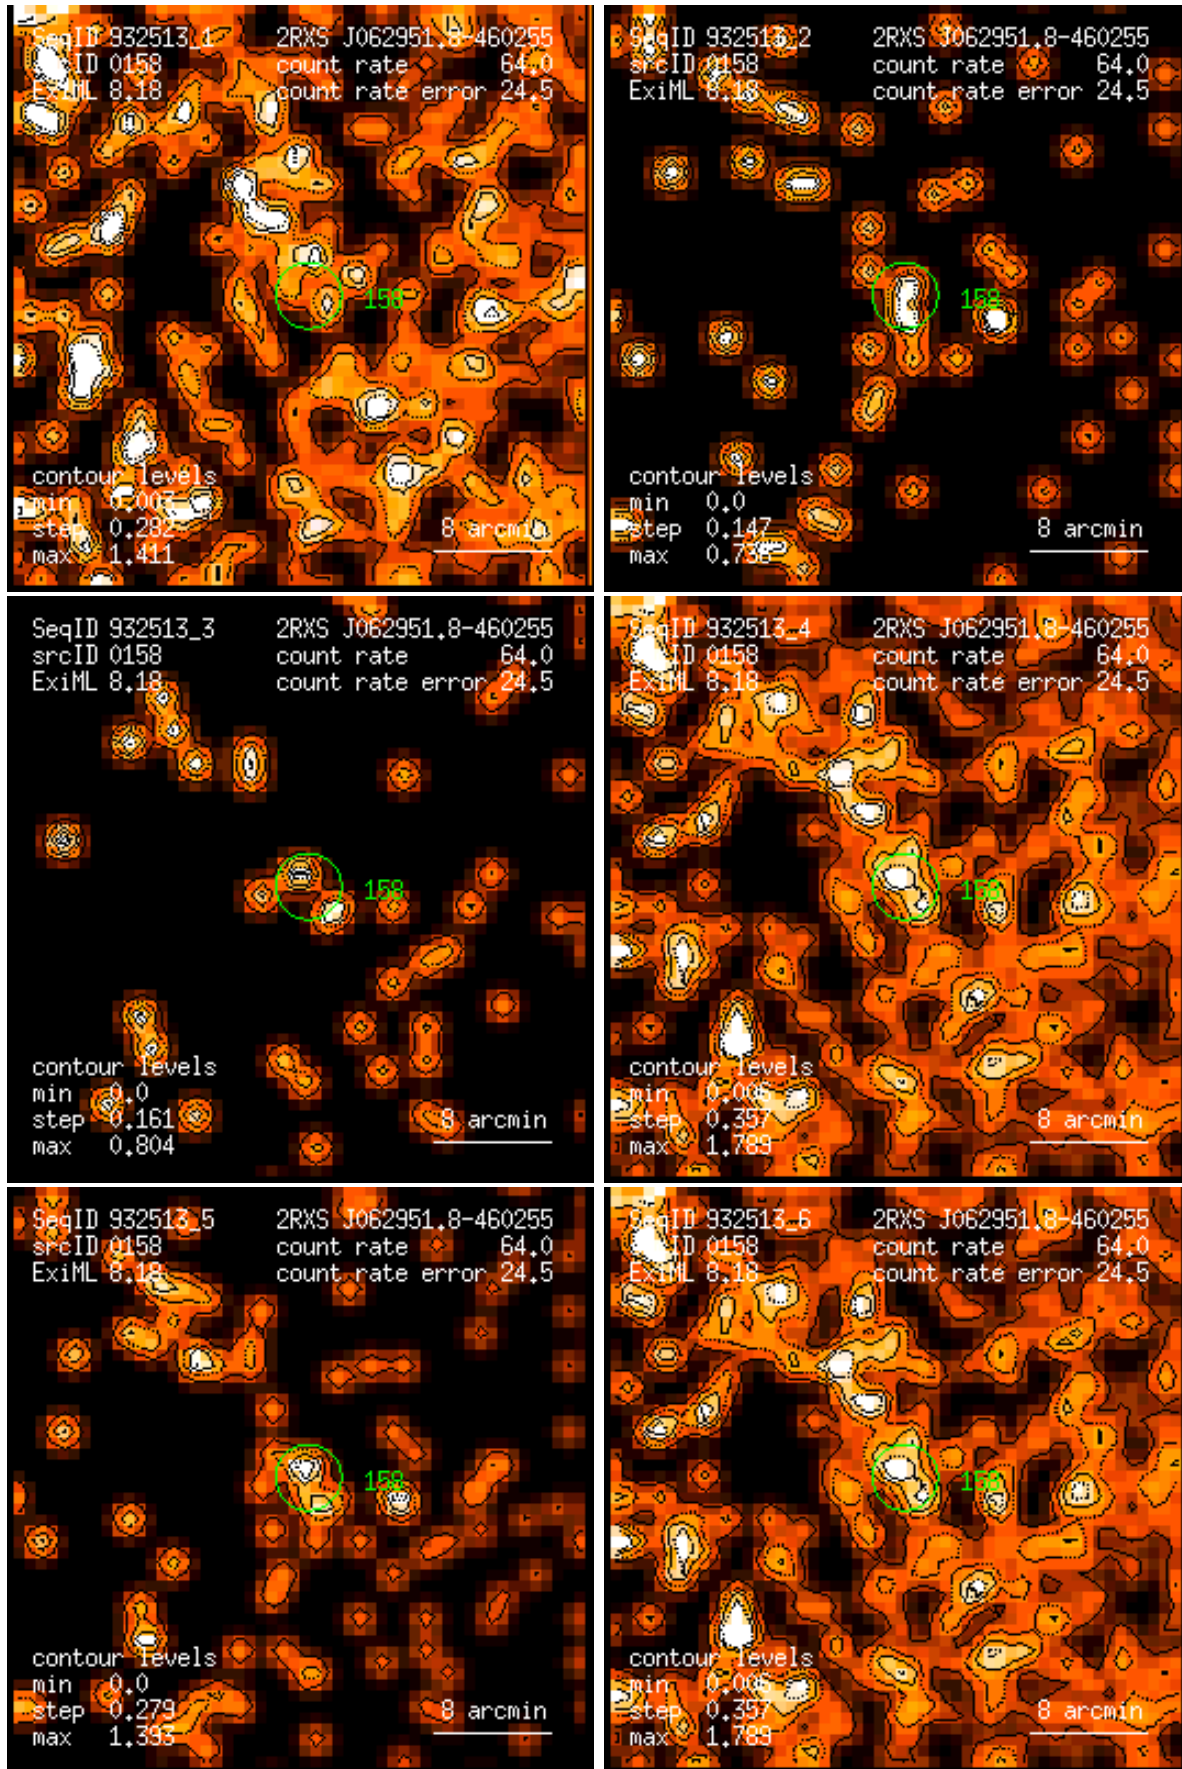 SeqID 932513_1 2RXS J062951.8-460255
srcID 0158 count rate 64.0
ExiML 8.18 count rate error 24.5
158
contour levels
min 0.003
step 0.282 8 arcmin
max 1.411
SeqID 932513_2 2RXS J062951.8-460255
srcID 0158 count rate 64.0
ExiML 8.18 count rate error 24.5
158
contour levels
min 0.0
step 0.147 8 arcmin
max
SeqID 932513_3 2RXS J062951.8-460255
srcID 0158 count rate 64.0
ExiML 8.18 count rate error 24.5
158
contour levels
min 0.0
step 0.161 8 arcmin
max 0.804
SeqID 932513_4 2RXS J062951.8-460255
srcID 0158 count rate 64.0
ExiML 8.18 count rate error 24.5
158
contour levels
min 0.006
step 0.357 8 arcmin
max 1.789
SeqID 932513_5 2RXS J062951.8-460255
srcID 0158 count rate 64.0
ExiML 8.18 count rate error 24.5
158
contour levels
min 0.0
step 0.279 8 arcmin
max 1.393
SeqID 932513_6 2RXS J062951.8-460255
srcID 0158 count rate 64.0
ExiML 8.18 count rate error 24.5
158
contour levels
min 0.006
step 0.357 8 arcmin
max 1.789